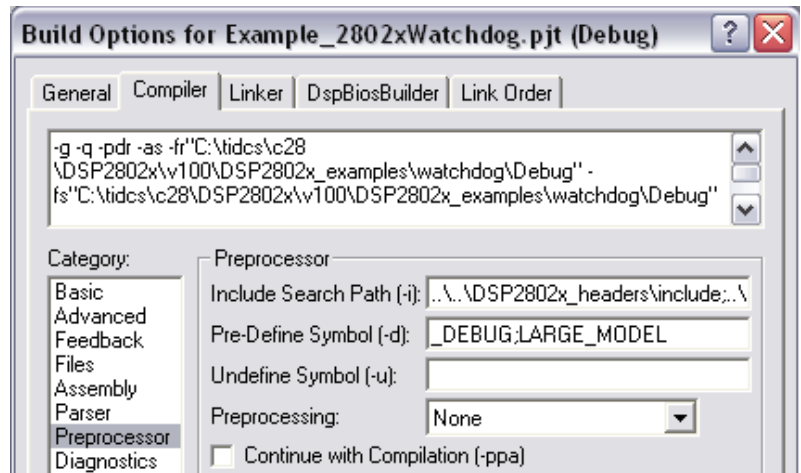 Build Options for Example_2802xWatchdog.pjt (Debug)
General Compiler Linker DspBiosBuilder Link Order
-g -q -pdr -as -fr"C:\tidcs\c28
\DSP2802x\v100\DSP2802x_examples\watchdog\Debug" -
fs"C:\tidcs\c28\DSP2802x\v100\DSP2802x_examples\watchdog\Debug"
Category:
Basic
Advanced
Feedback
Files
Assembly
Parser
Preprocessor
Diagnostics
Preprocessor
Include Search Path (-i): ..\..\DSP2802x_headers\include;..\
Pre-Define Symbol (-d): _DEBUG;LARGE_MODEL
Undefine Symbol (-u):
Preprocessing: None
Continue with Compilation (-ppa)